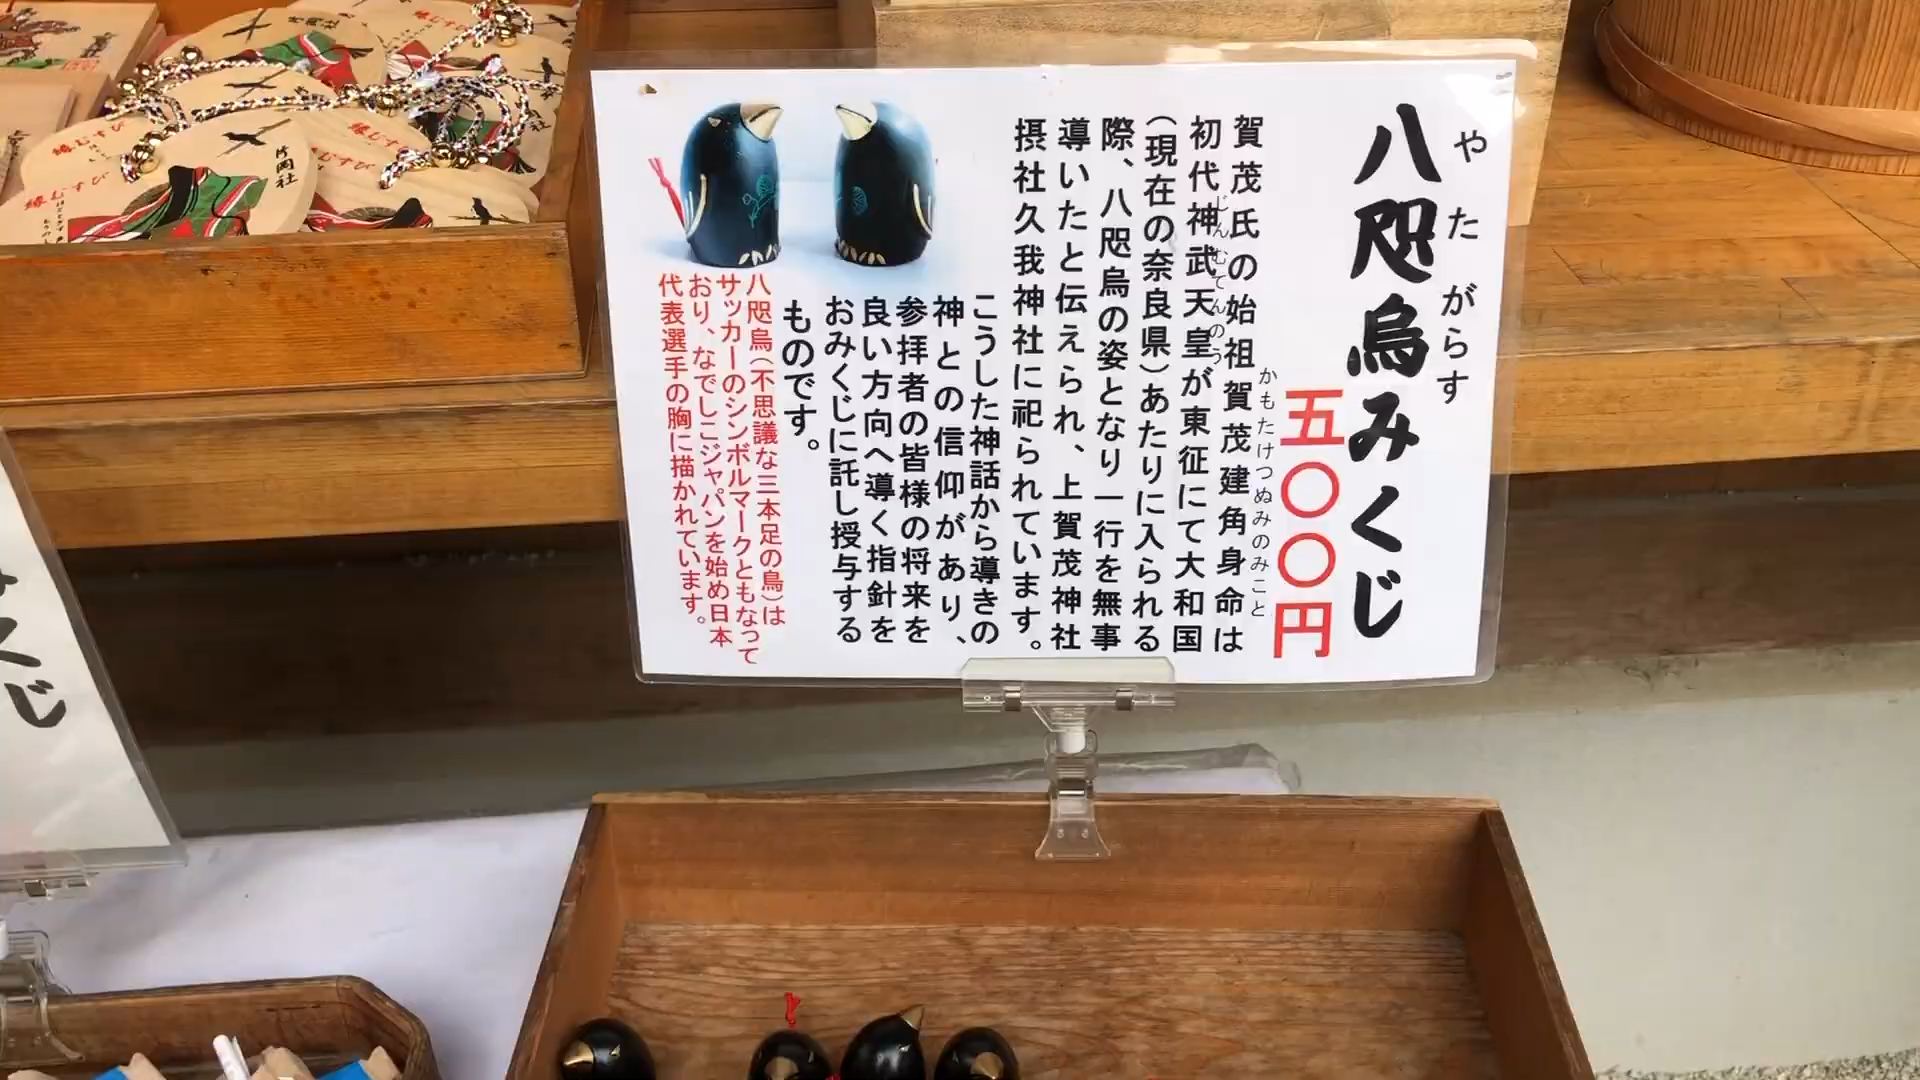 やたがらす
八咫烏みくじ
五〇〇円
賀茂氏の始祖賀茂建角身命は
かもたけつぬみのみこと
初代神武天皇が東征にて大和国
じんむてんのう
(現在の奈良県)あたりに入られる
際、八咫烏の姿となり一行を無事
導いたと伝えられ、上賀茂神社
摂社久我神社に祀られています。
こうした神話から導きの
神との信仰があり、
参拝者の皆様の将来を
良い方向へ導く指針を
おみくじに託し授与する
ものです。
八咫烏(不思議な三本足の鳥)は
サッカーのシンボルマークともなって
おり、なでしこジャパンを始め日本
代表選手の胸に描かれています。
縁むすび
片岡社
縁むすび
縁むすび
くじ